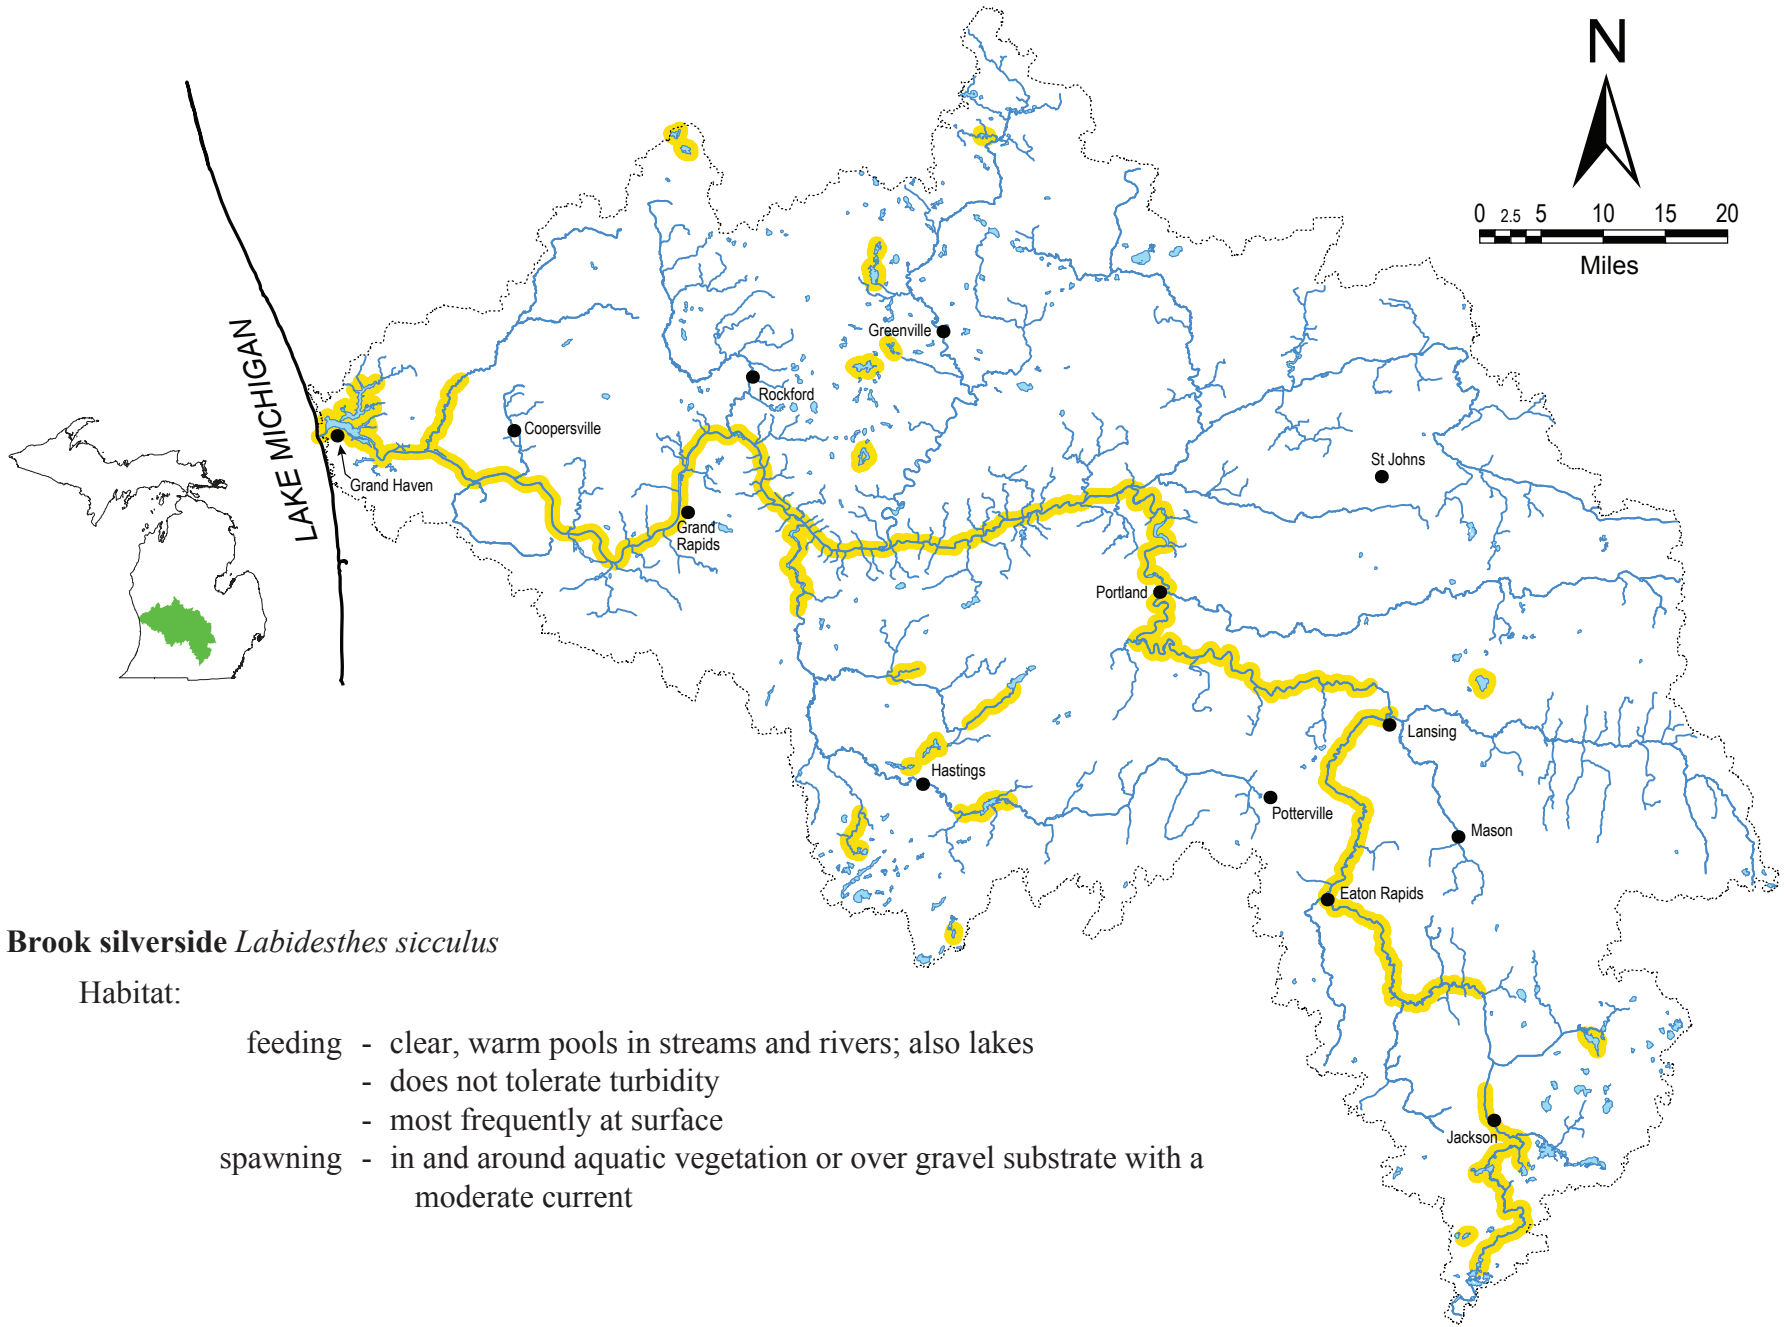 N
0 2.5 5 10 15 20
Miles
LAKE MICHIGAN
Greenville
Rockford
Coopersville
Grand Haven
St Johns
Grand
Rapids
Portland
Lansing
Hastings
Potterville
Mason
Eaton Rapids
Jackson
Brook silverside Labidesthes sicculus
Habitat:
feeding - clear, warm pools in streams and rivers; also lakes
- does not tolerate turbidity
- most frequently at surface
spawning - in and around aquatic vegetation or over gravel substrate with a
moderate current